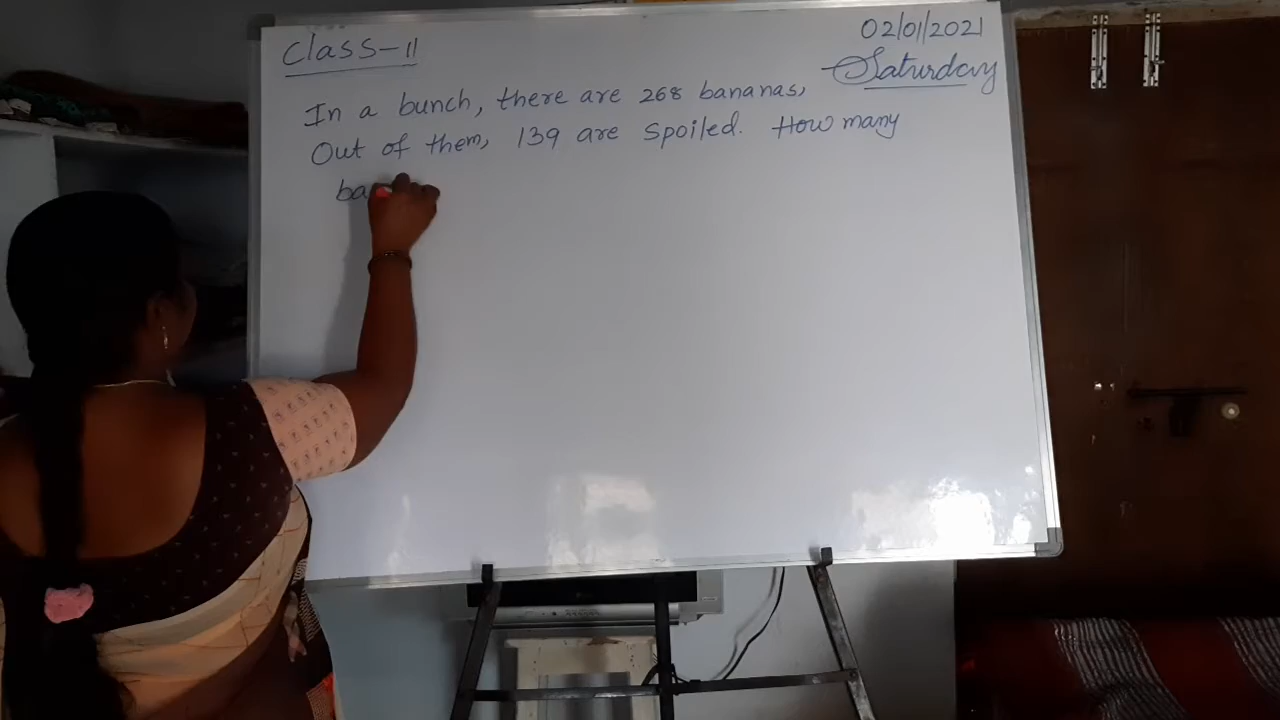 Class-II
02/01/2021
Saturday
In a bunch, there are 268 bananas,
Out of them, 139 are spoiled. How many
ba